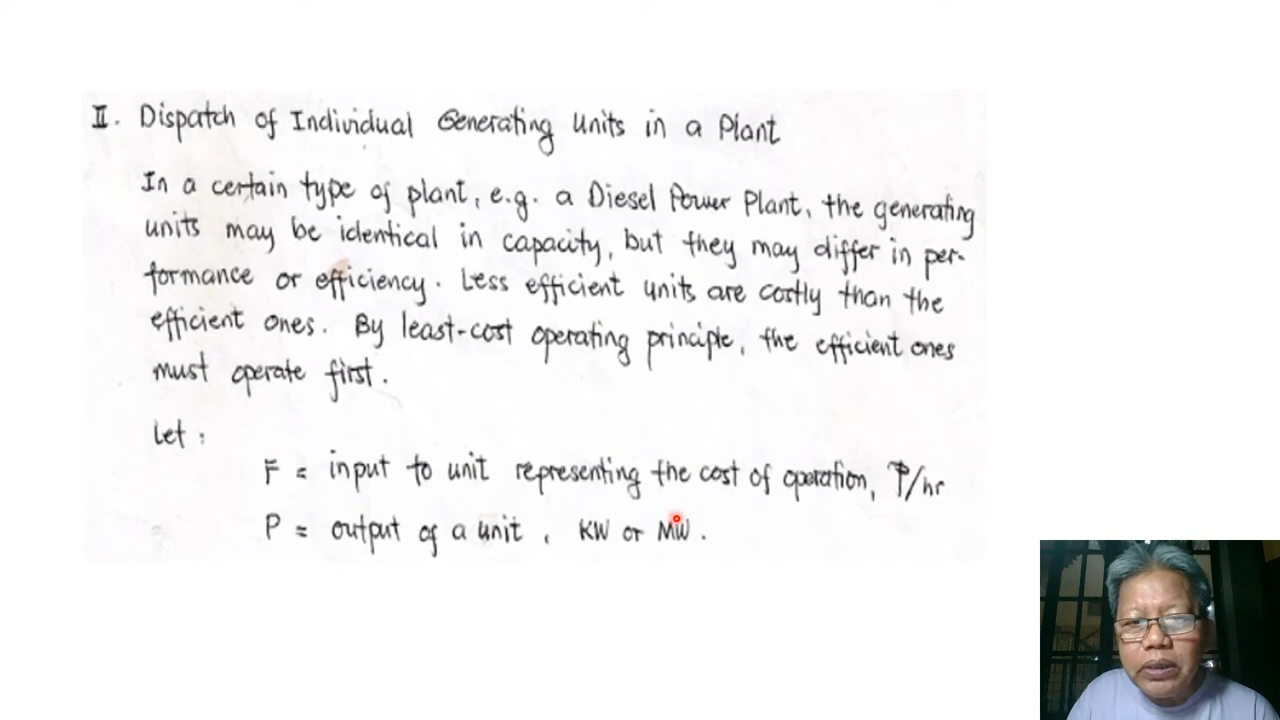 II. Dispatch of Individual Generating Units in a Plant
In a certain type of plant, e.g. a Diesel Power Plant, the generating
units may be identical in capacity, but they may differ in per-
formance or efficiency. Less efficient units are costly than the
efficient ones. By least-cost operating principle, the efficient ones
must operate first.
Let :
F = input to unit representing the cost of operation, ₱/hr
P = output of a unit, KW or MW.